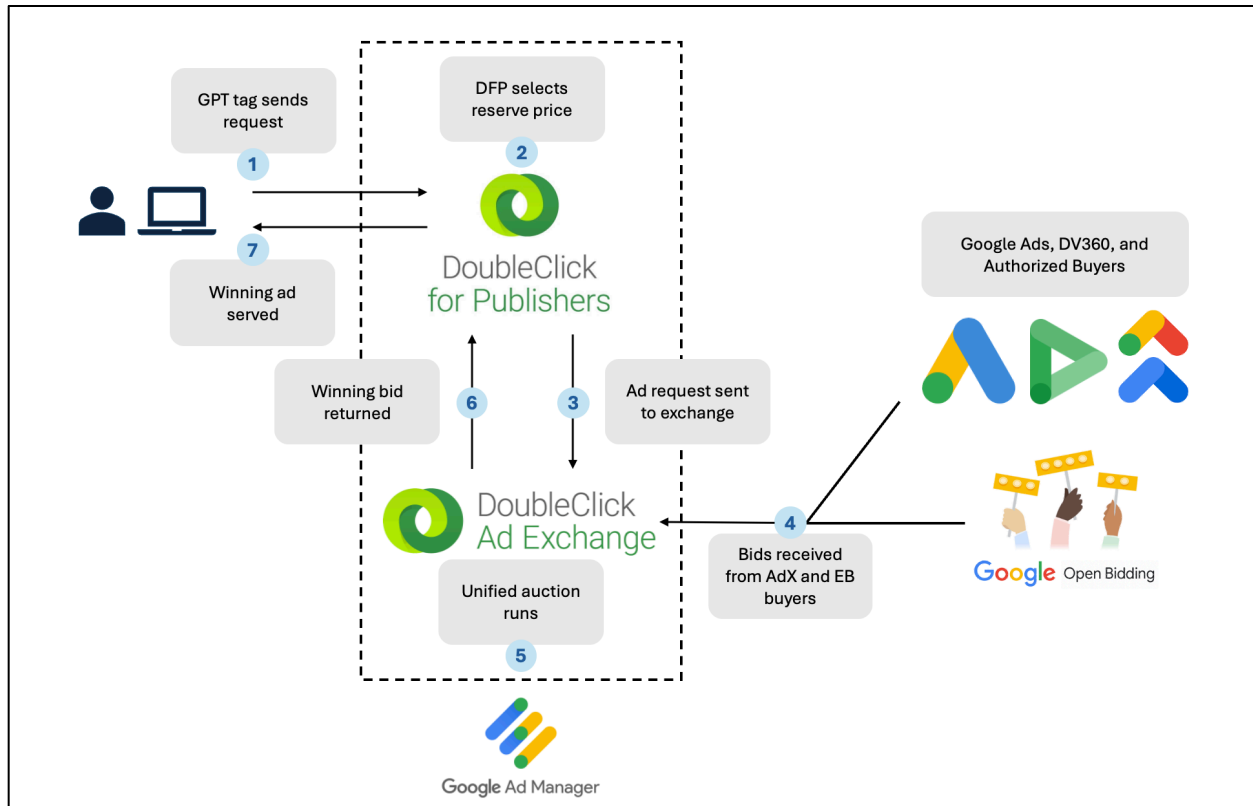 GPT tag sends
request
1
DFP selects
reserve price
2
DoubleClick
for Publishers
7
Winning ad
served
Google Ads, DV360, and
Authorized Buyers
Winning bid
returned
6
3
Ad request sent
to exchange
DoubleClick
Ad Exchange
4
Bids received
from AdX and EB
buyers
Google Open Bidding
Unified auction
runs
5
Google Ad Manager